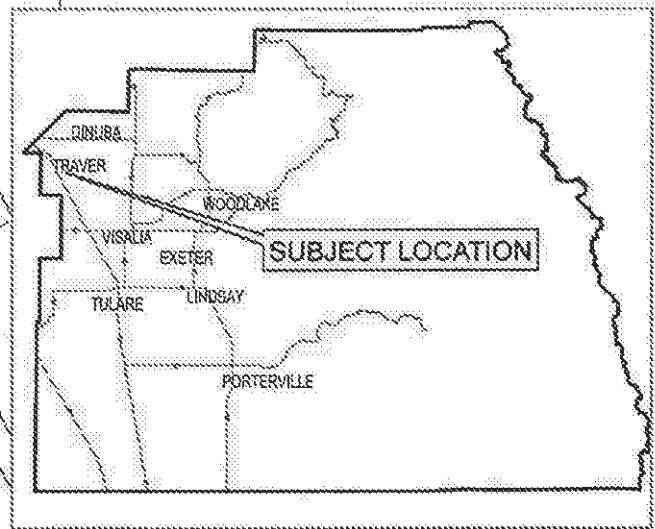 DINUBA
TRAVER
WOODLAKE
VISALIA
SUBJECT LOCATION
EXETER
LINDSAY
TULARE
PORTERVILLE